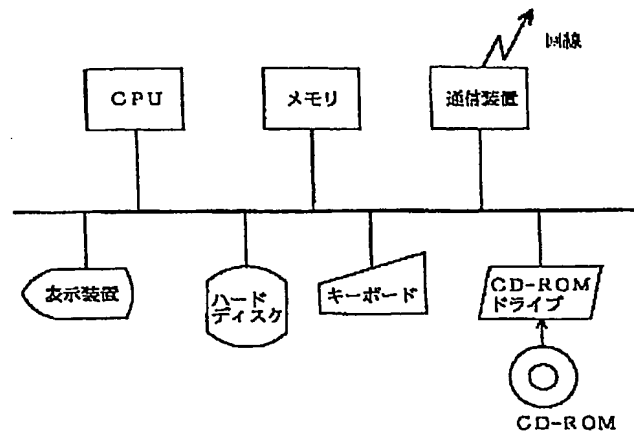 回線
CPU
メモリ
通信装置
表示装置
ハード
ディスク
キーボード
CD-ROM
ドライブ
CD-ROM